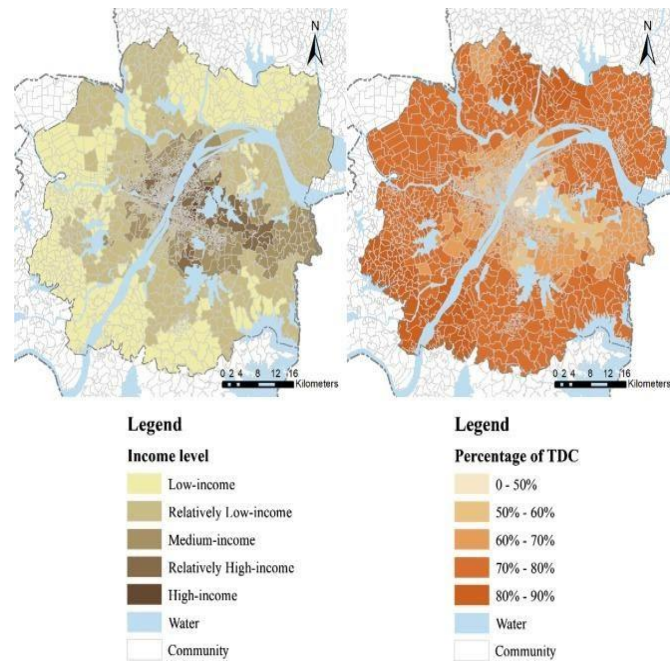 N
N
0 2 4 8 12 16
Kilometers
0 2 4 8 12 16
Kilometers
Legend
Income level
Low-income
Relatively Low-income
Medium-income
Relatively High-income
High-income
Water
Community
Legend
Percentage of TDC
0 - 50%
50% - 60%
60% - 70%
70% - 80%
80% - 90%
Water
Community